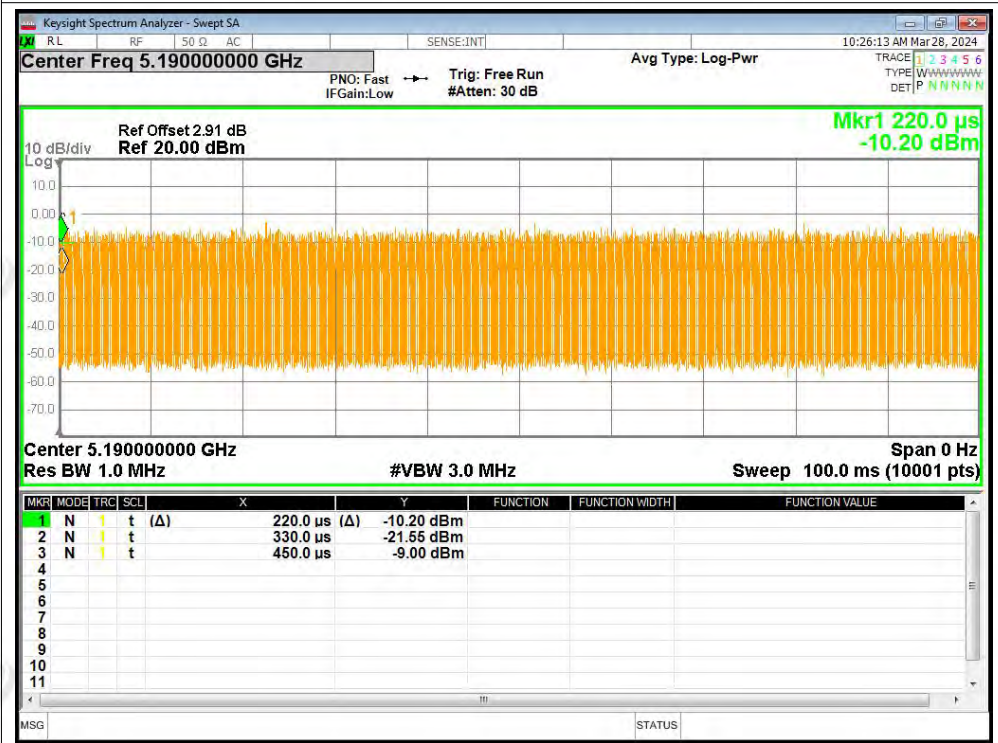 Keysight Spectrum Analyzer - Swept SA
LXI RL RF 50 Ω AC SENSE:INT 10:26:13 AM Mar 28, 2024
Center Freq 5.190000000 GHz Avg Type: Log-Pwr TRACE 1 2 3 4 5 6
PNO: Fast Trig: Free Run TYPE WWWWWWW
IFGain:Low #Atten: 30 dB DET P N N N N N
Mkr1 220.0 µs
Ref Offset 2.91 dB
10 dB/div Ref 20.00 dBm -10.20 dBm
Log
10.0
0.00 1
-10.0
-20.0
-30.0
-40.0
-50.0
-60.0
-70.0
Center 5.190000000 GHz Span 0 Hz
Res BW 1.0 MHz #VBW 3.0 MHz Sweep 100.0 ms (10001 pts)
MKR MODE TRC SCL X Y FUNCTION FUNCTION WIDTH FUNCTION VALUE
1 N 1 t (Δ) 220.0 µs (Δ) -10.20 dBm
2 N 1 t 330.0 µs -21.55 dBm
3 N 1 t 450.0 µs -9.00 dBm
4
5
6
7
8
9
10
11
MSG STATUS